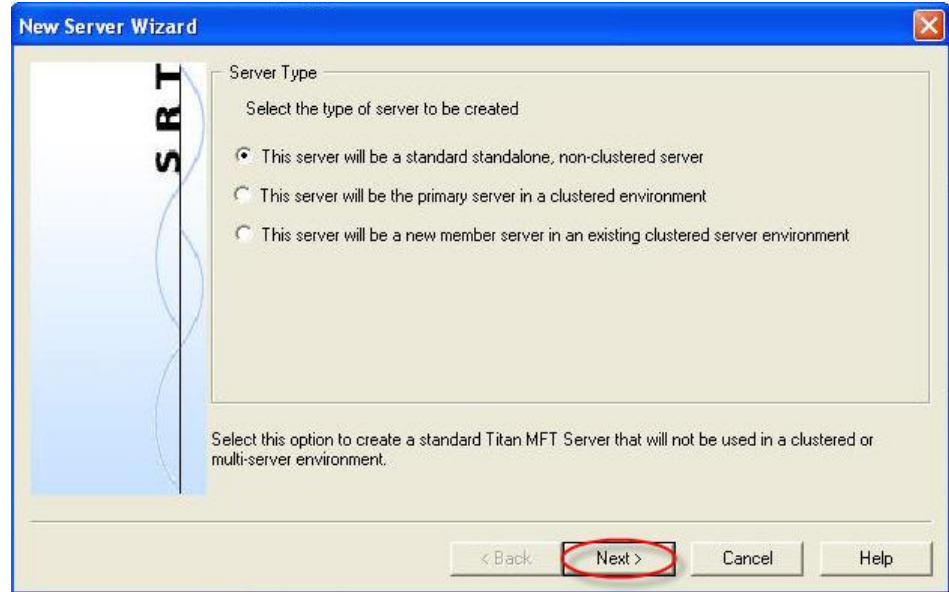 New Server Wizard
SRT
Server Type
Select the type of server to be created
This server will be a standard standalone, non-clustered server
This server will be the primary server in a clustered environment
This server will be a new member server in an existing clustered server environment
Select this option to create a standard Titan MFT Server that will not be used in a clustered or
multi-server environment.
< Back
Next >
Cancel
Help